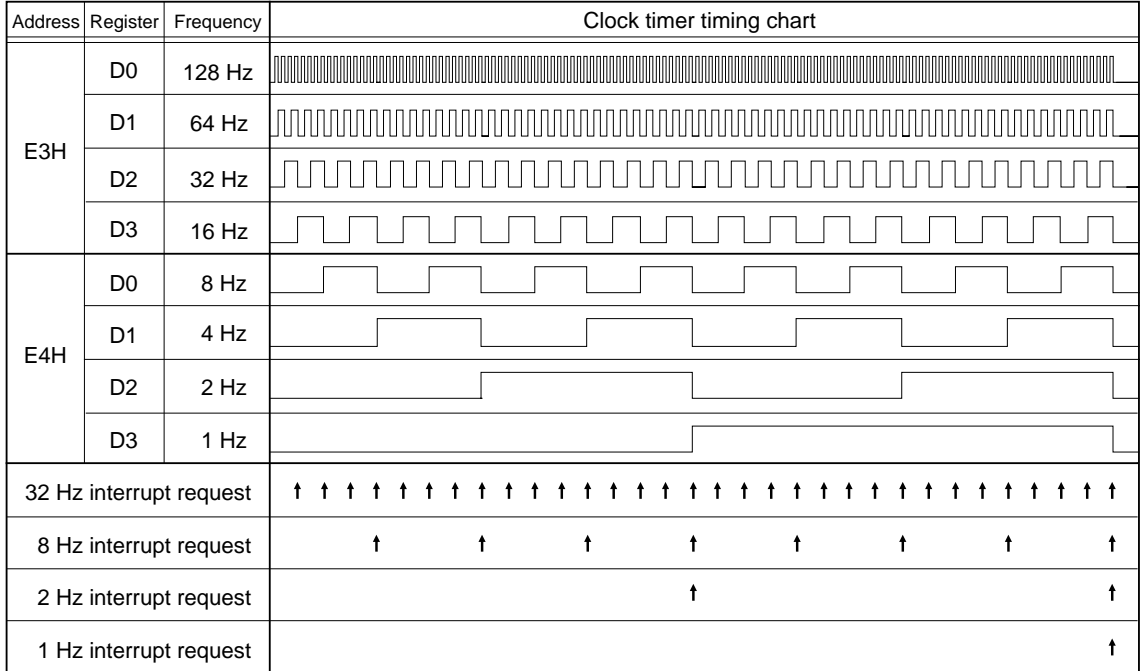 Address Register Frequency Clock timer timing chart
E3H
D0 128 Hz
D1 64 Hz
D2 32 Hz
D3 16 Hz
E4H
D0 8 Hz
D1 4 Hz
D2 2 Hz
D3 1 Hz
32 Hz interrupt request
8 Hz interrupt request
2 Hz interrupt request
1 Hz interrupt request